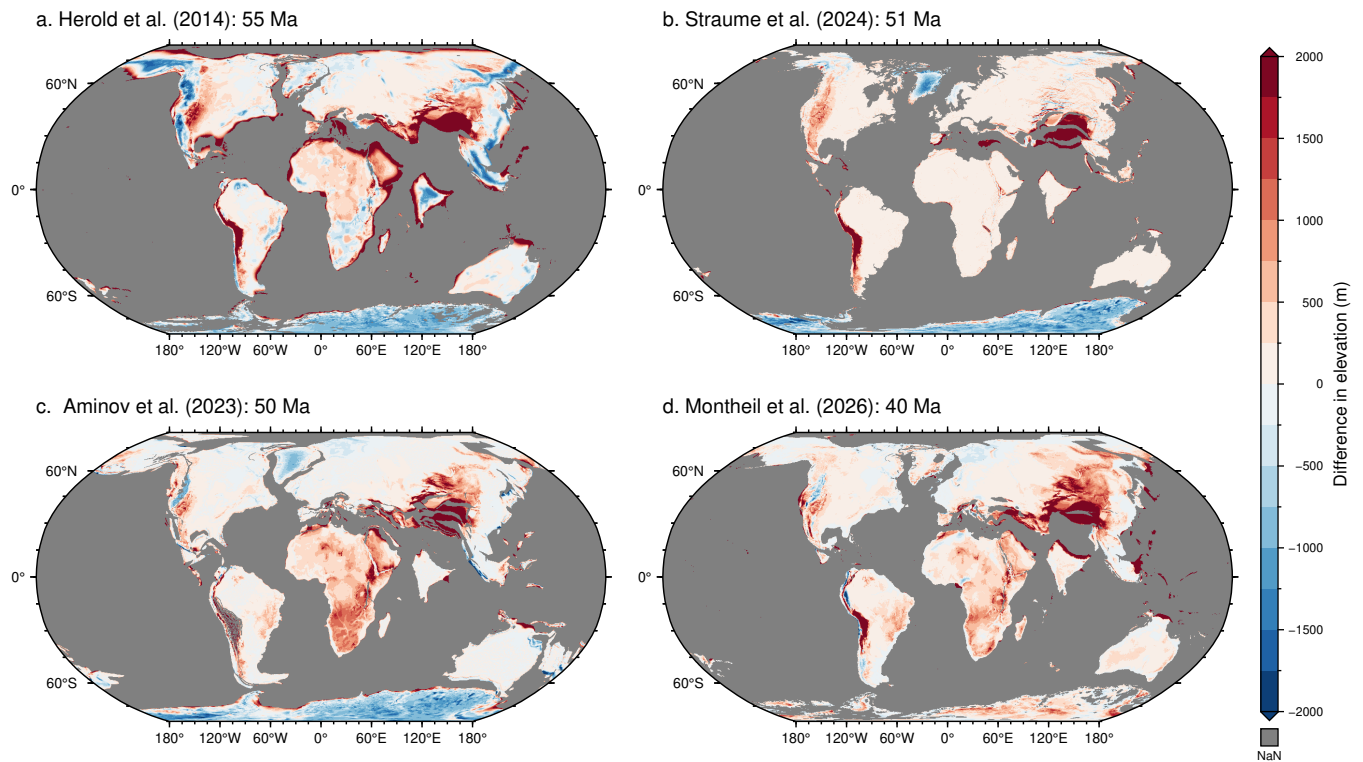 a. Herold et al. (2014): 55 Ma
60°N
0°
60°S
180° 120°W 60°W 0° 60°E 120°E 180°
b. Straume et al. (2024): 51 Ma
60°N
0°
60°S
180° 120°W 60°W 0° 60°E 120°E 180°
c. Aminov et al. (2023): 50 Ma
60°N
0°
60°S
180° 120°W 60°W 0° 60°E 120°E 180°
d. Montheil et al. (2026): 40 Ma
60°N
0°
60°S
180° 120°W 60°W 0° 60°E 120°E 180°
2000
1500
1000
500
0
−500
−1000
−1500
−2000
NaN
Difference in elevation (m)